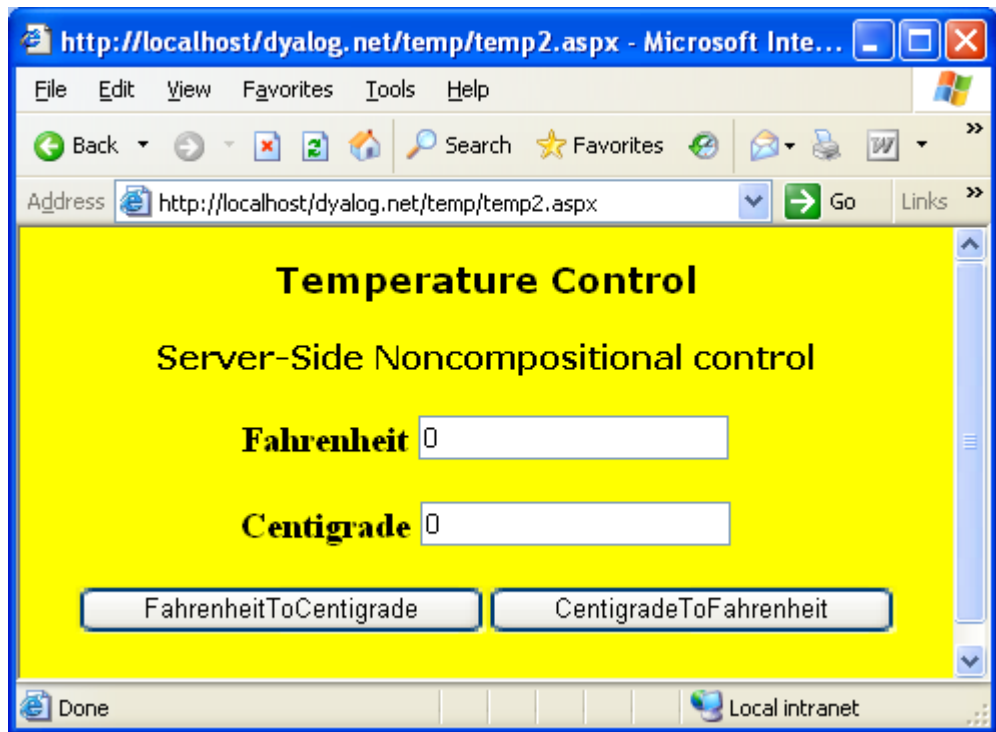 http://localhost/dyalog.net/temp/temp2.aspx - Microsoft Inte...
File Edit View Favorites Tools Help
Back Search Favorites W »
Address http://localhost/dyalog.net/temp/temp2.aspx Go Links »
Temperature Control
Server-Side Noncompositional control
Fahrenheit 0
Centigrade 0
FahrenheitToCentigrade CentigradeToFahrenheit
Done Local intranet